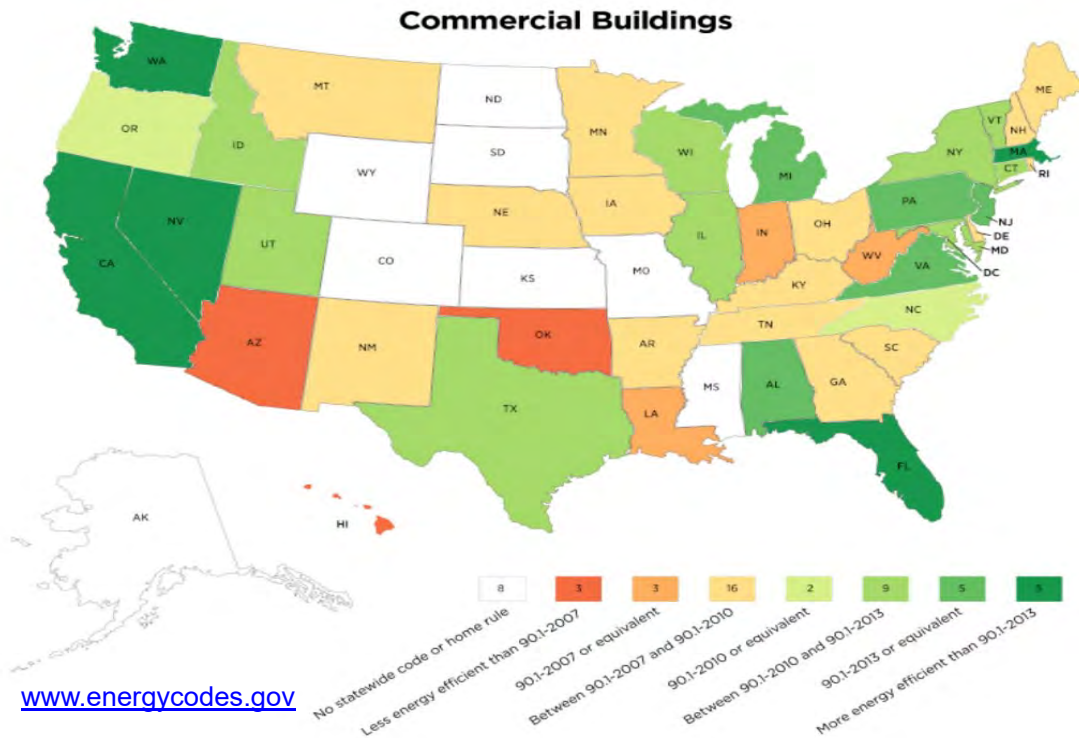 Commercial Buildings
WA
MT
ND
MN
ME
OR
ID
SD
WI
MI
NY
VT
NH
MA
CT
RI
WY
NE
IA
PA
NJ
NV
UT
CO
IL
IN
OH
DE
MD
CA
KS
MO
WV
VA
DC
KY
AZ
NM
OK
AR
TN
NC
SC
TX
LA
MS
AL
GA
FL
AK
HI
8
3
3
16
2
9
5
5
No statewide code or home rule
Less energy efficient than 90.1-2007
90.1-2007 or equivalent
Between 90.1-2007 and 90.1-2010
90.1-2010 or equivalent
Between 90.1-2010 and 90.1-2013
90.1-2013 or equivalent
More energy efficient than 90.1-2013
www.energycodes.gov